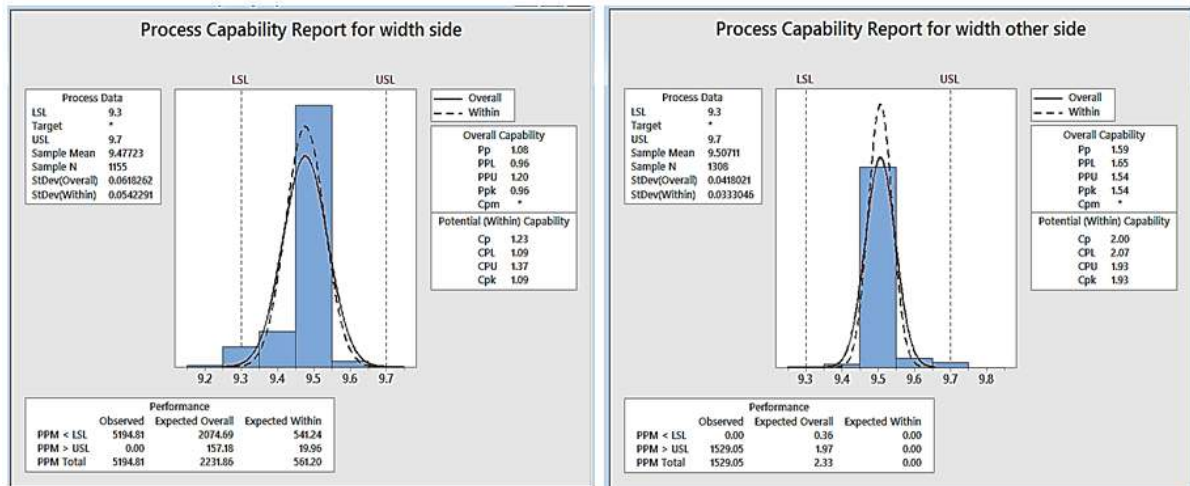 Process Capability Report for width side
LSL USL
Process Data
LSL 9.3
Target *
USL 9.7
Sample Mean 9.47723
Sample N 1155
StDev(Overall) 0.0618262
StDev(Within) 0.0542291
Overall
Within
Overall Capability
Pp 1.08
PPL 0.96
PPU 1.20
Ppk 0.96
Cpm *
Potential (Within) Capability
Cp 1.23
CPL 1.09
CPU 1.37
Cpk 1.09
9.2 9.3 9.4 9.5 9.6 9.7
Performance
Observed Expected Overall Expected Within
PPM < LSL 5194.81 2074.69 541.24
PPM > USL 0.00 157.18 19.96
PPM Total 5194.81 2231.86 561.20
Process Capability Report for width other side
LSL USL
Process Data
LSL 9.3
Target *
USL 9.7
Sample Mean 9.50711
Sample N 1308
StDev(Overall) 0.0418021
StDev(Within) 0.0333046
Overall
Within
Overall Capability
Pp 1.59
PPL 1.65
PPU 1.54
Ppk 1.54
Cpm *
Potential (Within) Capability
Cp 2.00
CPL 2.07
CPU 1.93
Cpk 1.93
9.3 9.4 9.5 9.6 9.7 9.8
Performance
Observed Expected Overall Expected Within
PPM < LSL 0.00 0.36 0.00
PPM > USL 1529.05 1.97 0.00
PPM Total 1529.05 2.33 0.00